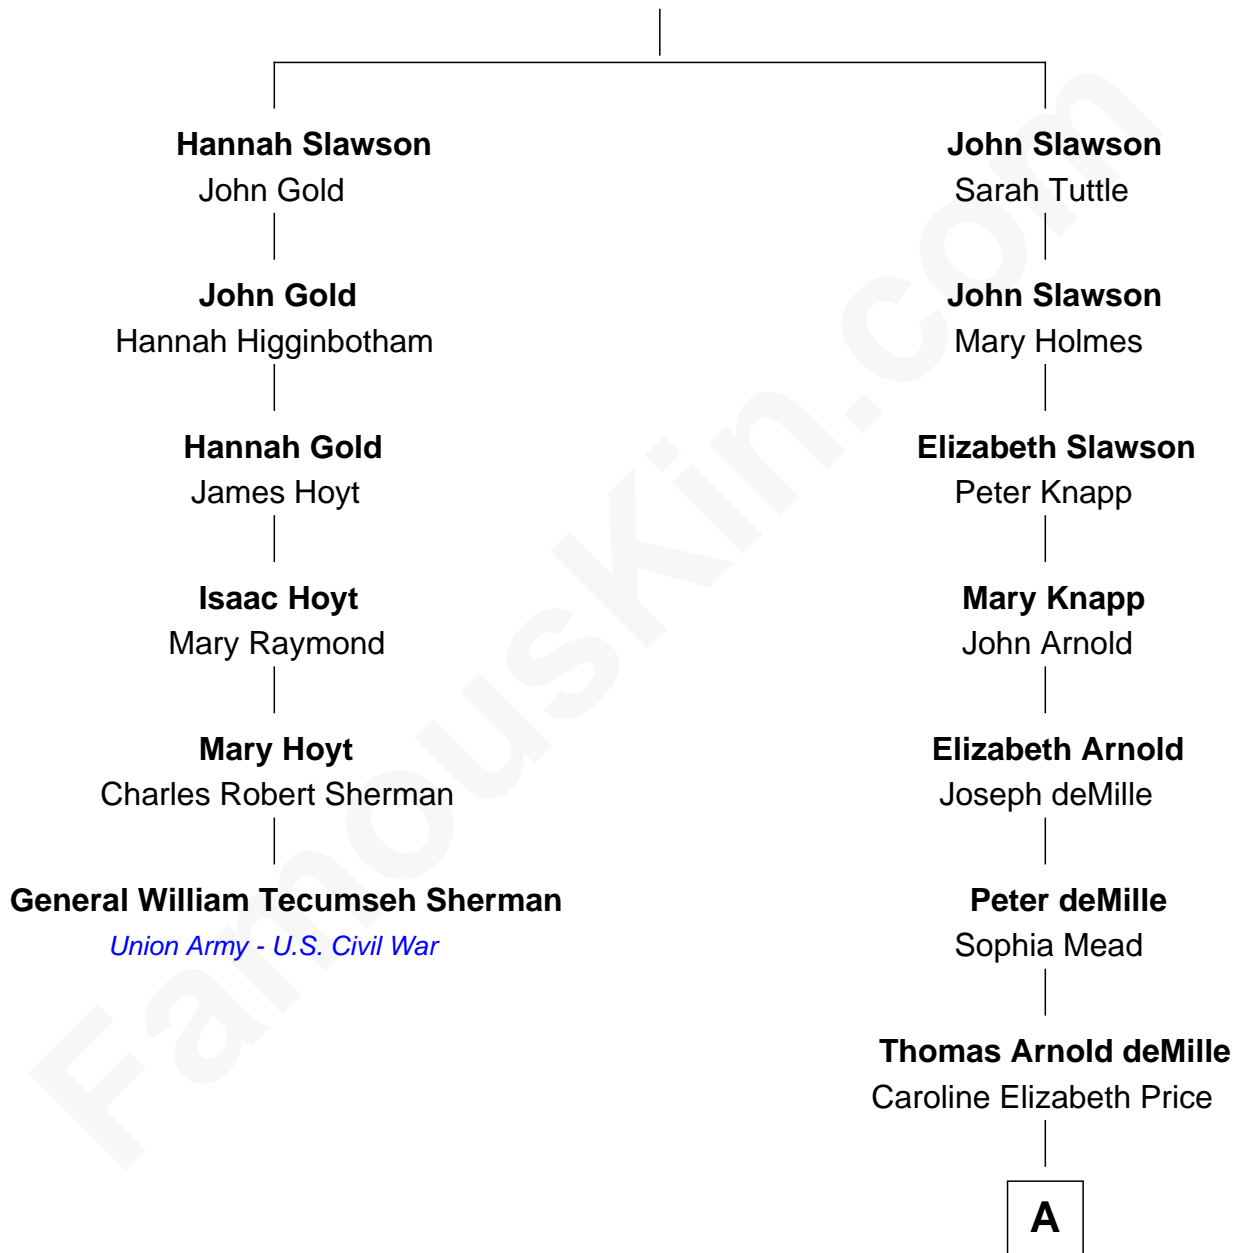 Hannah Slawson
John Gold
John Gold
Hannah Higginbotham
Hannah Gold
James Hoyt
Isaac Hoyt
Mary Raymond
Mary Hoyt
Charles Robert Sherman
General William Tecumseh Sherman
Union Army - U.S. Civil War
John Slawson
Sarah Tuttle
John Slawson
Mary Holmes
Elizabeth Slawson
Peter Knapp
Mary Knapp
John Arnold
Elizabeth Arnold
Joseph deMille
Peter deMille
Sophia Mead
Thomas Arnold deMille
Caroline Elizabeth Price
A
FamousKin.com